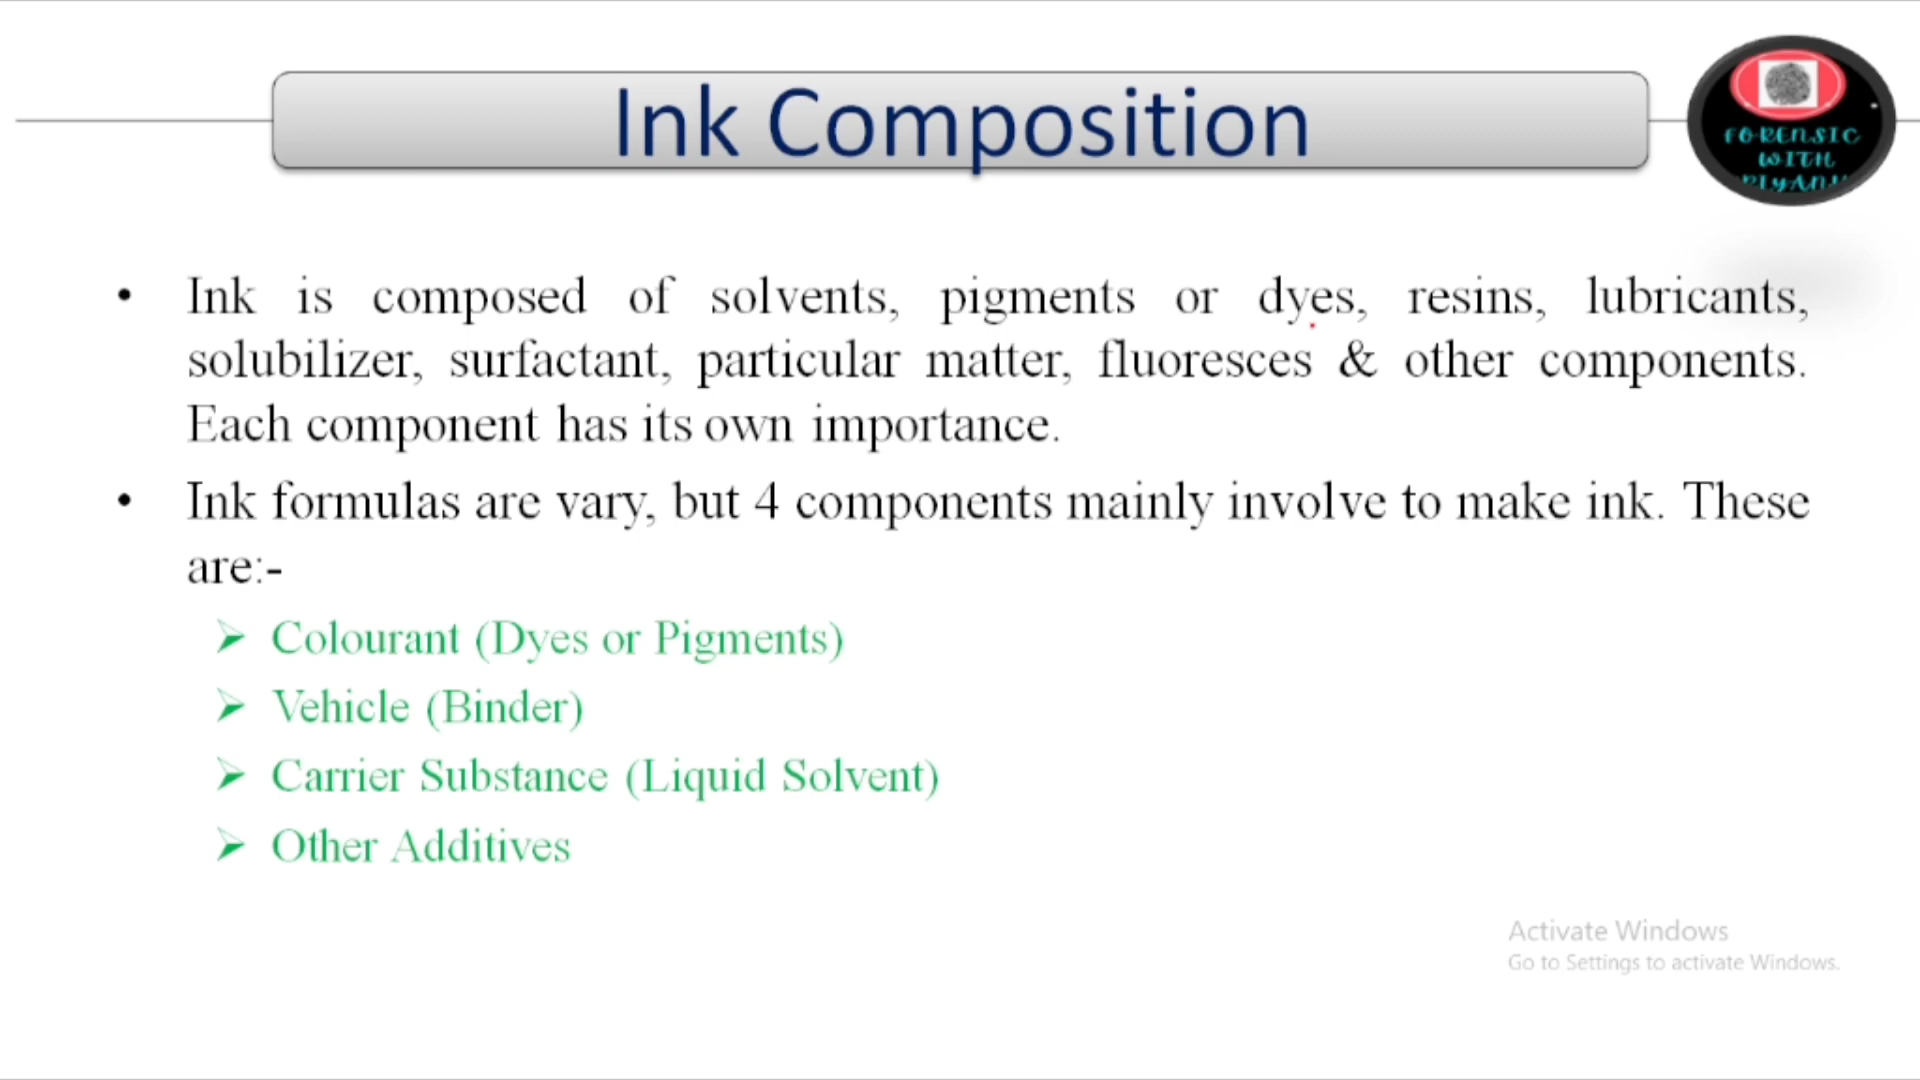 Ink Composition
FORENSIC
WITH
• Ink is composed of solvents, pigments or dyes, resins, lubricants,
solubilizer, surfactant, particular matter, fluoresces & other components.
Each component has its own importance.
• Ink formulas are vary, but 4 components mainly involve to make ink. These
are:-
➢ Colourant (Dyes or Pigments)
➢ Vehicle (Binder)
➢ Carrier Substance (Liquid Solvent)
➢ Other Additives
Activate Windows
Go to Settings to activate Windows.